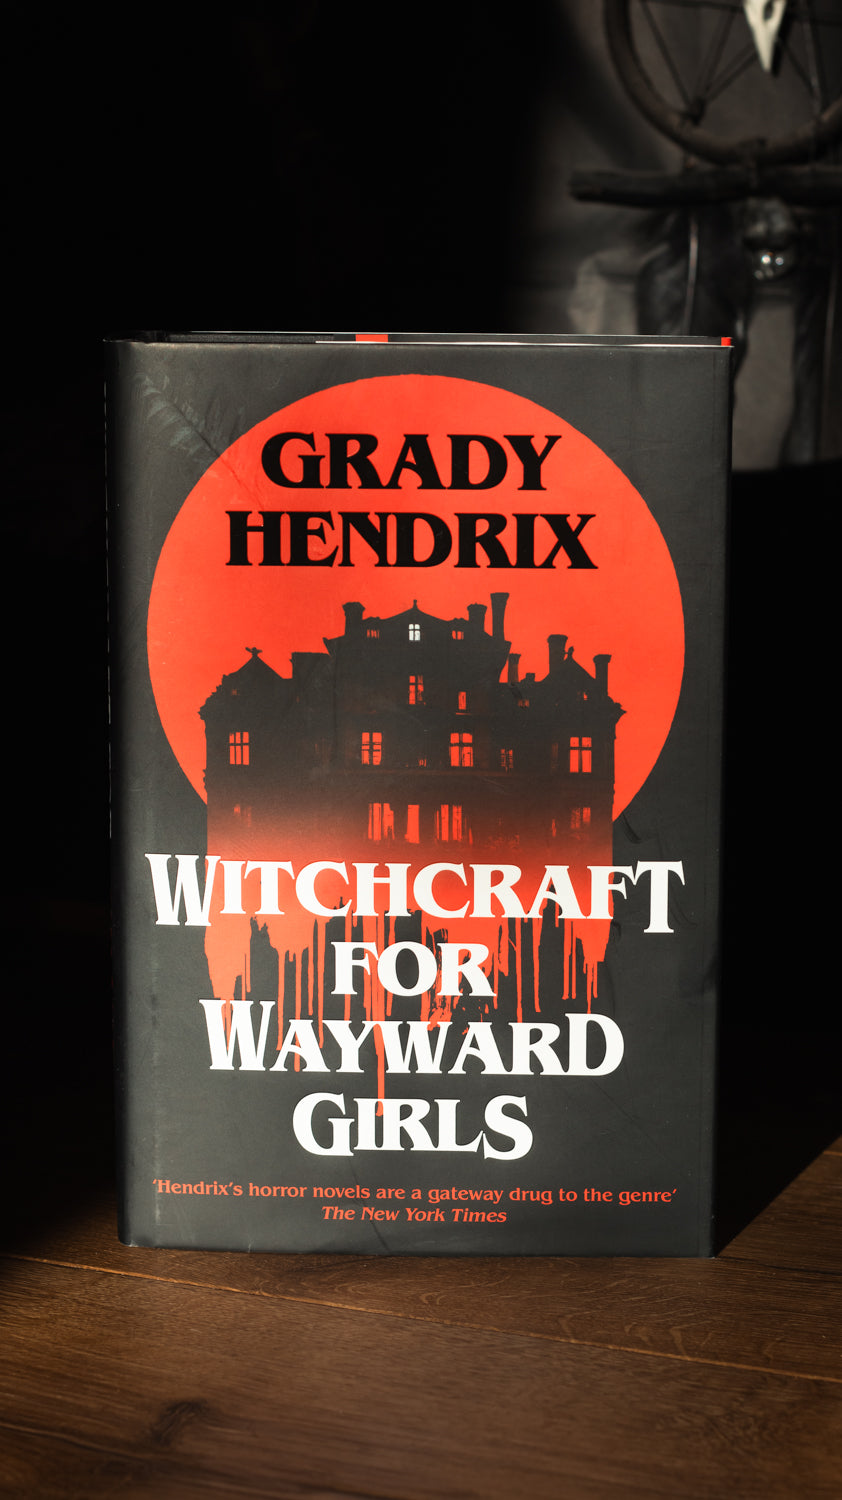 GRADY
HENDRIX
WITCHCRAFT
FOR
WAYWARD
GIRLS
'Hendrix's horror novels are a gateway drug to the genre'
The New York Times